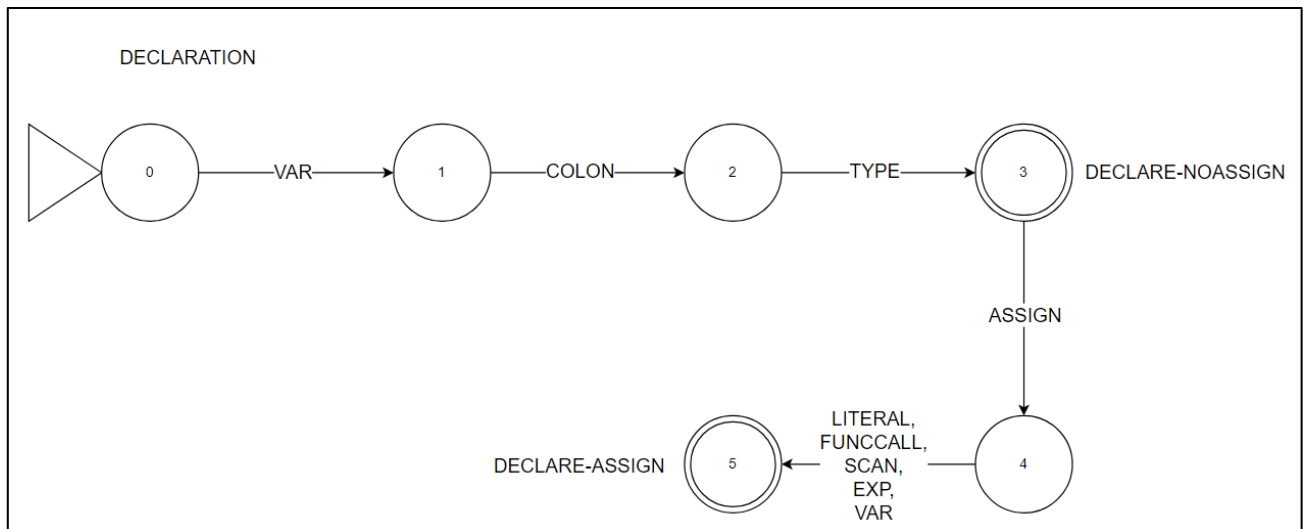 DECLARATION
0
VAR
1
COLON
2
TYPE
3
DECLARE-NOASSIGN
ASSIGN
DECLARE-ASSIGN
5
LITERAL,
FUNCCALL,
SCAN,
EXP,
VAR
4